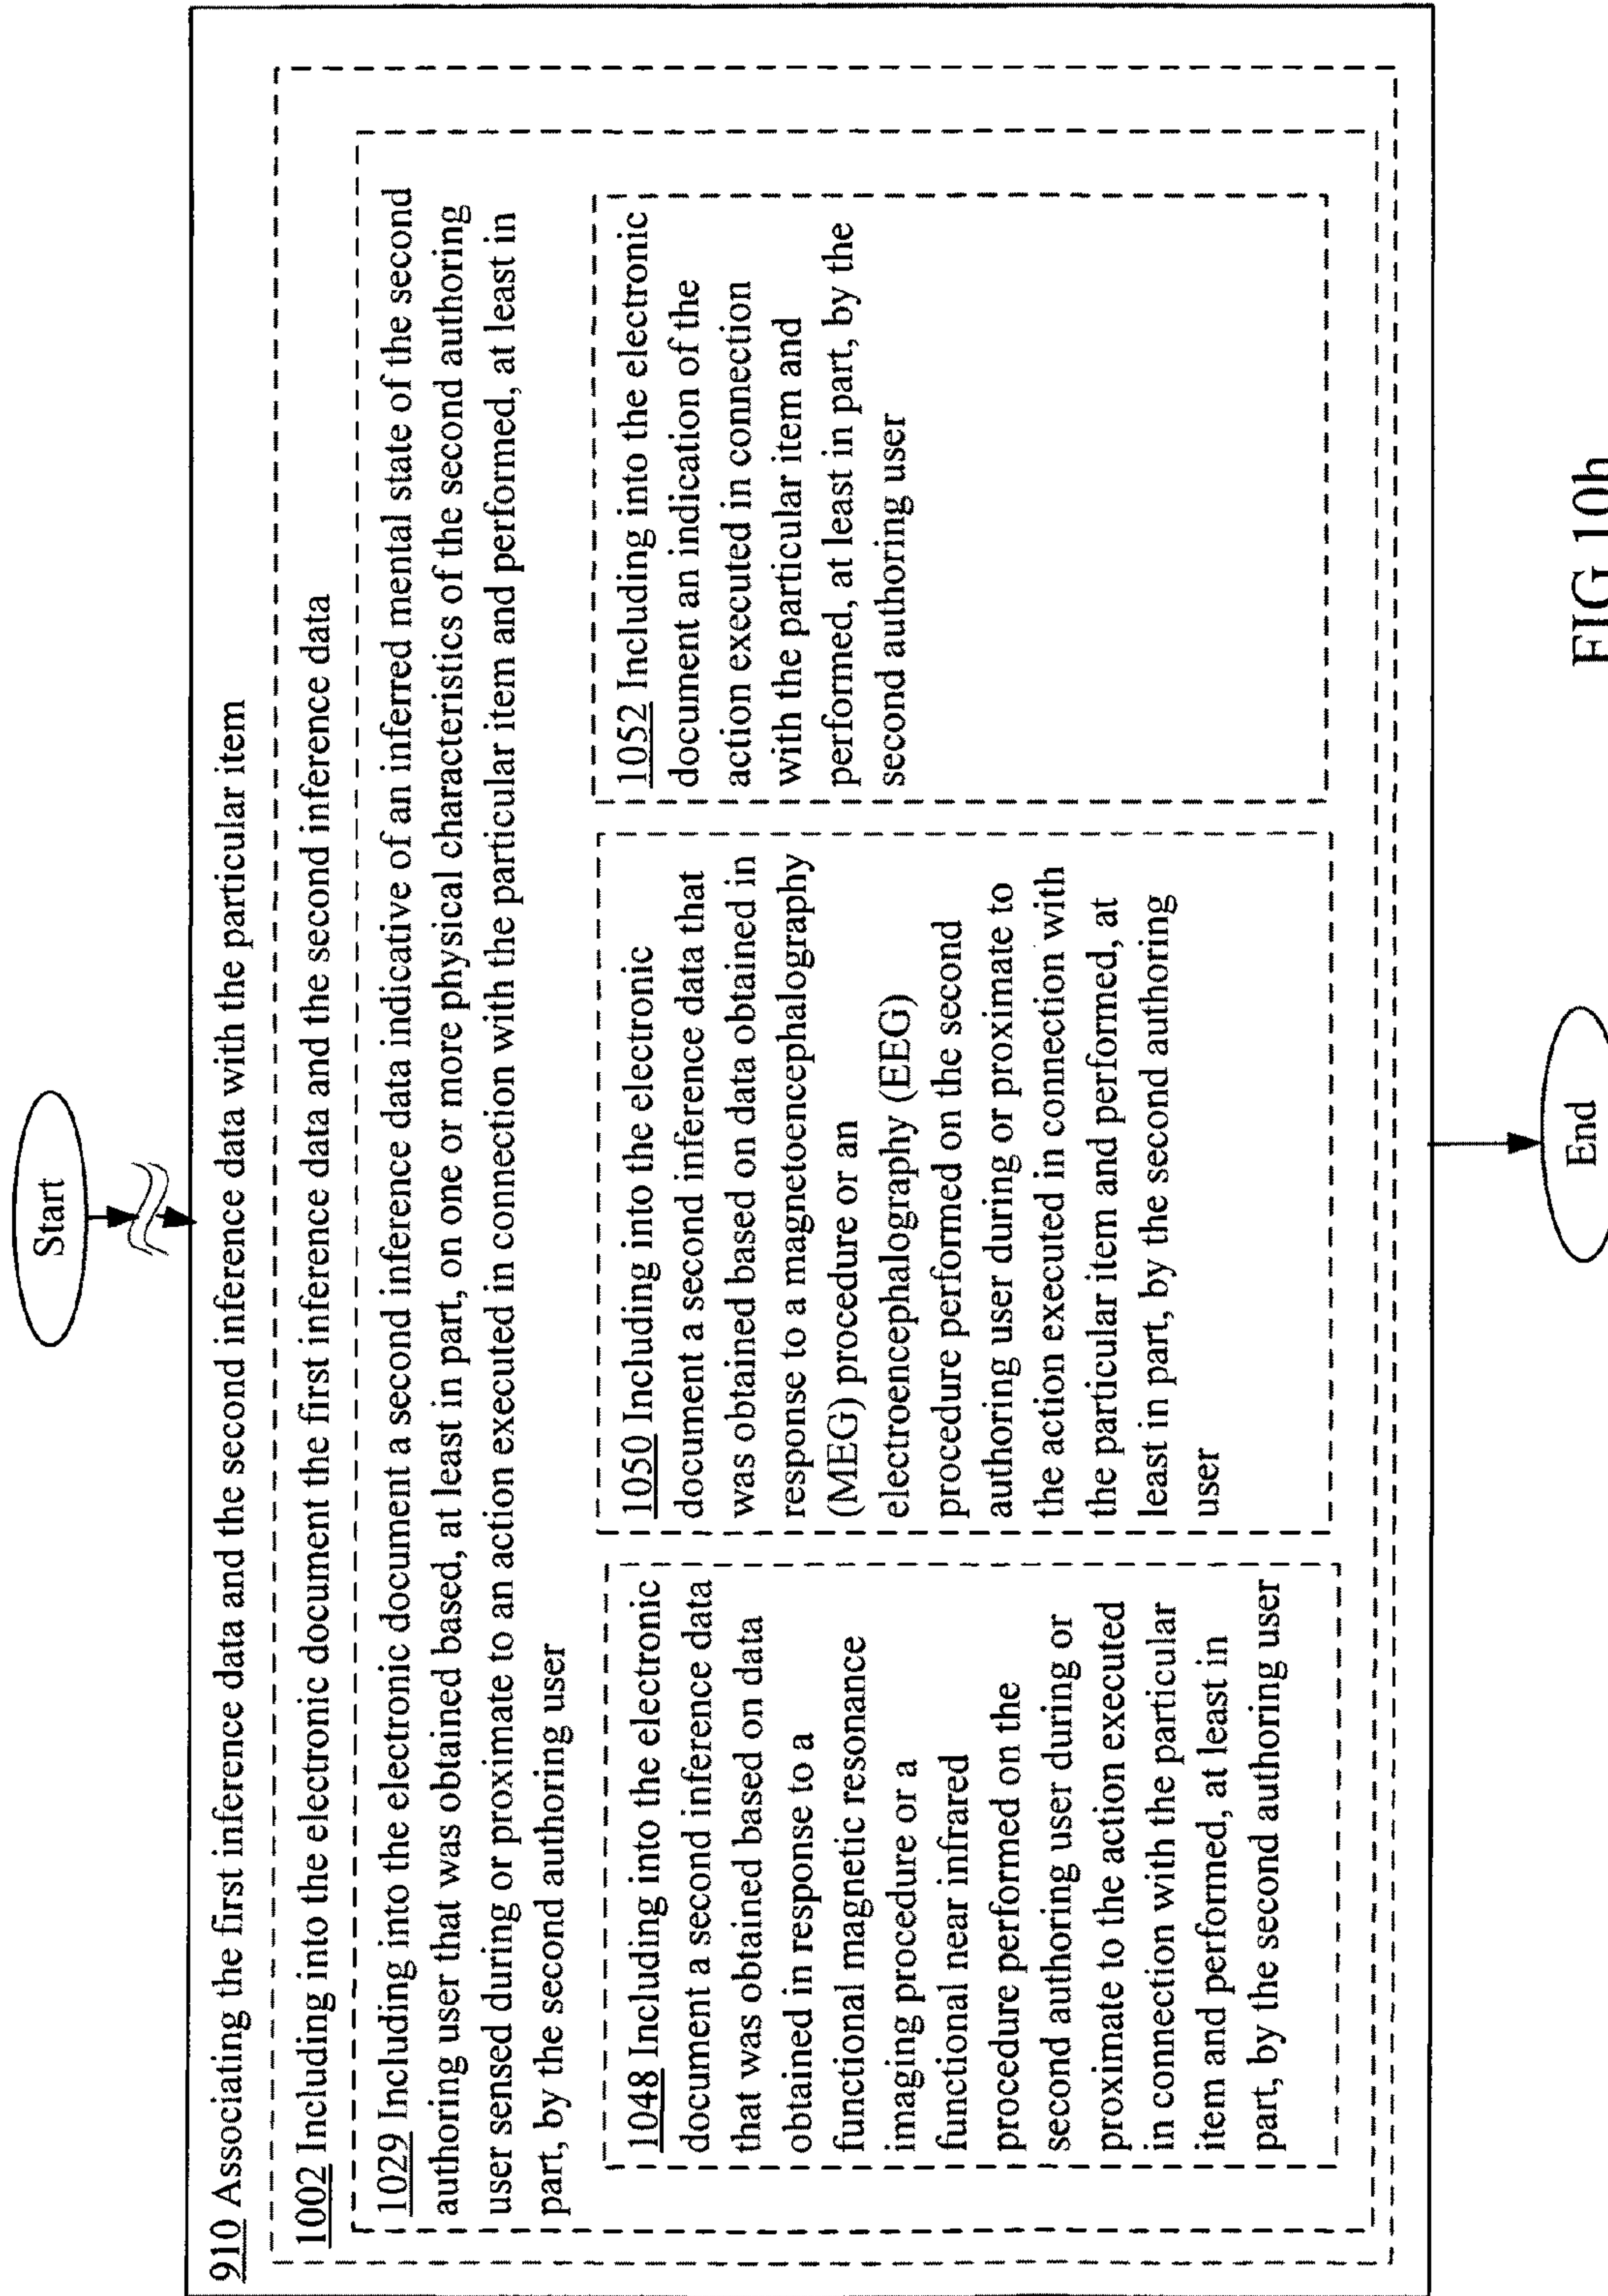 Start
910 Associating the first inference data and the second inference data with the particular item
1002 Including into the electronic document the first inference data and the second inference data
1029 Including into the electronic document a second inference data indicative of an inferred mental state of the second
authoring user that was obtained based, at least in part, on one or more physical characteristics of the second authoring
user sensed during or proximate to an action executed in connection with the particular item and performed, at least in
part, by the second authoring user
1048 Including into the electronic
document a second inference data
that was obtained based on data
obtained in response to a
functional magnetic resonance
imaging procedure or a
functional near infrared
procedure performed on the
second authoring user during or
proximate to the action executed
in connection with the particular
item and performed, at least in
part, by the second authoring user
1050 Including into the electronic
document a second inference data that
was obtained based on data obtained in
response to a magnetoencephalography
(MEG) procedure or an
electroencephalography (EEG)
procedure performed on the second
authoring user during or proximate to
the action executed in connection with
the particular item and performed, at
least in part, by the second authoring
user
1052 Including into the electronic
document an indication of the
action executed in connection
with the particular item and
performed, at least in part, by the
second authoring user
End
FIG 10h